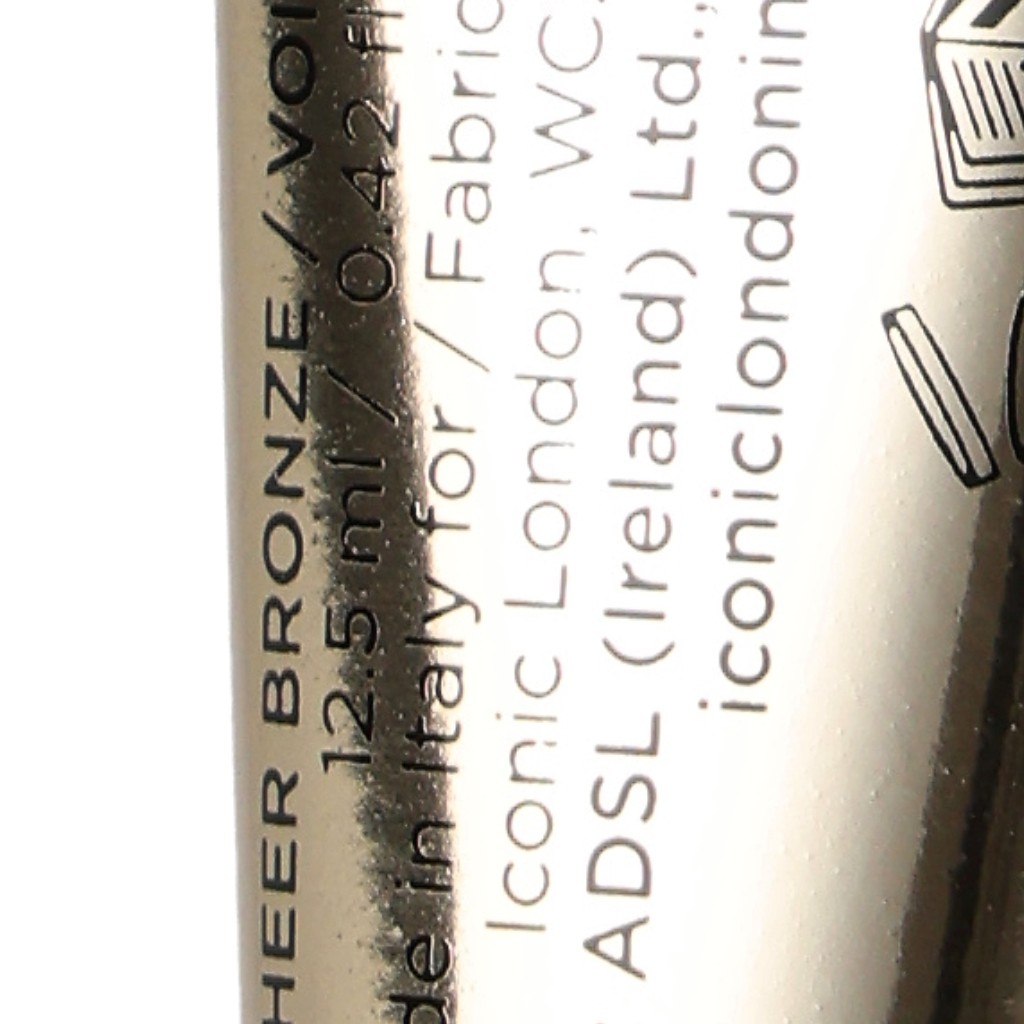 HEER BRONZE / VOI
12.5 ml / 0.42 fl
de in Italy for / Fabric
Iconic London, WC
ADSL (Ireland) Ltd.,
iconiclondonin